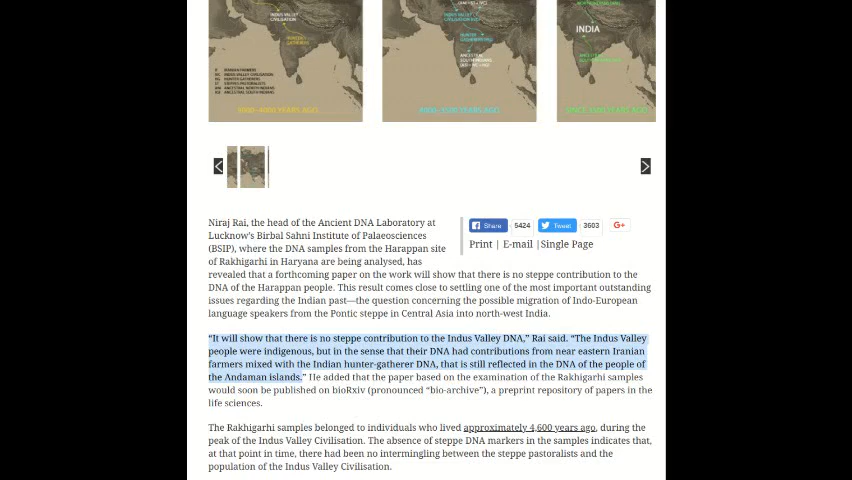 INDUS VALLEY
CIVILISATION
INDIA
3000-4000 YEARS AGO
ANCESTRAL
Niraj Rai, the head of the Ancient DNA Laboratory at
Lucknow's Birbal Sahni Institute of Palaeosciences
(BSIP), where the DNA samples from the Harappan site
of Rakhigarhi in Haryana are being analysed, has
Share 5424 Tweet 3603 G+
Print | E-mail |Single Page
revealed that a forthcoming paper on the work will show that there is no steppe contribution to the
DNA of the Harappan people. This result comes close to settling one of the most important outstanding
issues regarding the Indian past—the question concerning the possible migration of Indo-European
language speakers from the Pontic steppe in Central Asia into north-west India.
“It will show that there is no steppe contribution to the Indus Valley DNA,” Rai said. “The Indus Valley
people were indigenous, but in the sense that their DNA had contributions from near eastern Iranian
farmers mixed with the Indian hunter-gatherer DNA, that is still reflected in the DNA of the people of
the Andaman islands.” He added that the paper based on the examination of the Rakhigarhi samples
would soon be published on bioRxiv (pronounced “bio-archive”), a preprint repository of papers in the
life sciences.
The Rakhigarhi samples belonged to individuals who lived approximately 4,600 years ago, during the
peak of the Indus Valley Civilisation. The absence of steppe DNA markers in the samples indicates that,
at that point in time, there had been no intermingling between the steppe pastoralists and the
population of the Indus Valley Civilisation.